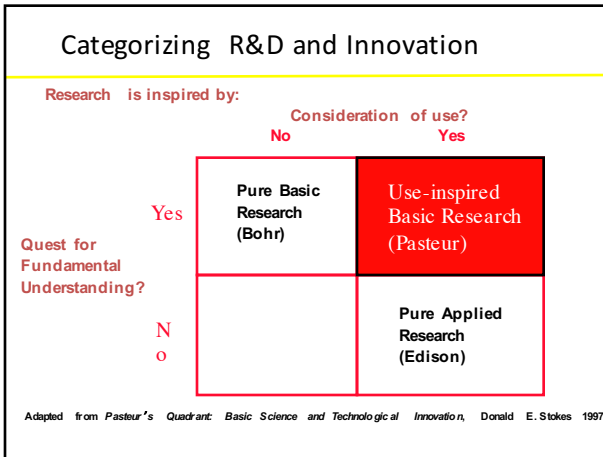 Categorizing R&D and Innovation
Research is inspired by:
Consideration of use?
No Yes
Yes
Pure Basic
Research
(Bohr)
Use-inspired
Basic Research
(Pasteur)
Quest for
Fundamental
Understanding?
N
o
Pure Applied
Research
(Edison)
Adapted from Pasteur's Quadrant: Basic Science and Technological Innovation, Donald E. Stokes 1997